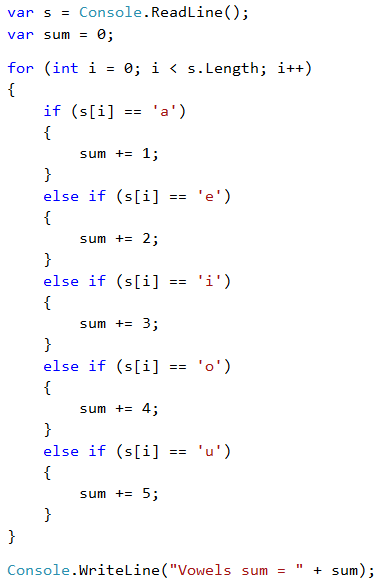 var s = Console.ReadLine();
var sum = 0;
for (int i = 0; i < s.Length; i++)
{
    if (s[i] == 'a')
    {
        sum += 1;
    }
    else if (s[i] == 'e')
    {
        sum += 2;
    }
    else if (s[i] == 'i')
    {
        sum += 3;
    }
    else if (s[i] == 'o')
    {
        sum += 4;
    }
    else if (s[i] == 'u')
    {
        sum += 5;
    }
}
Console.WriteLine("Vowels sum = " + sum);